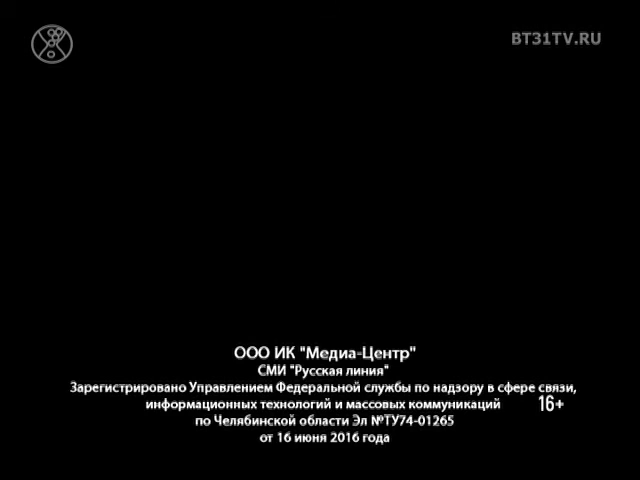 BT31TV.RU
ООО ИК "Медиа-Центр"
СМИ "Русская линия"
Зарегистрировано Управлением Федеральной службы по надзору в сфере связи,
информационных технологий и массовых коммуникаций
16+
по Челябинской области Эл №ТУ74-01265
от 16 июня 2016 года